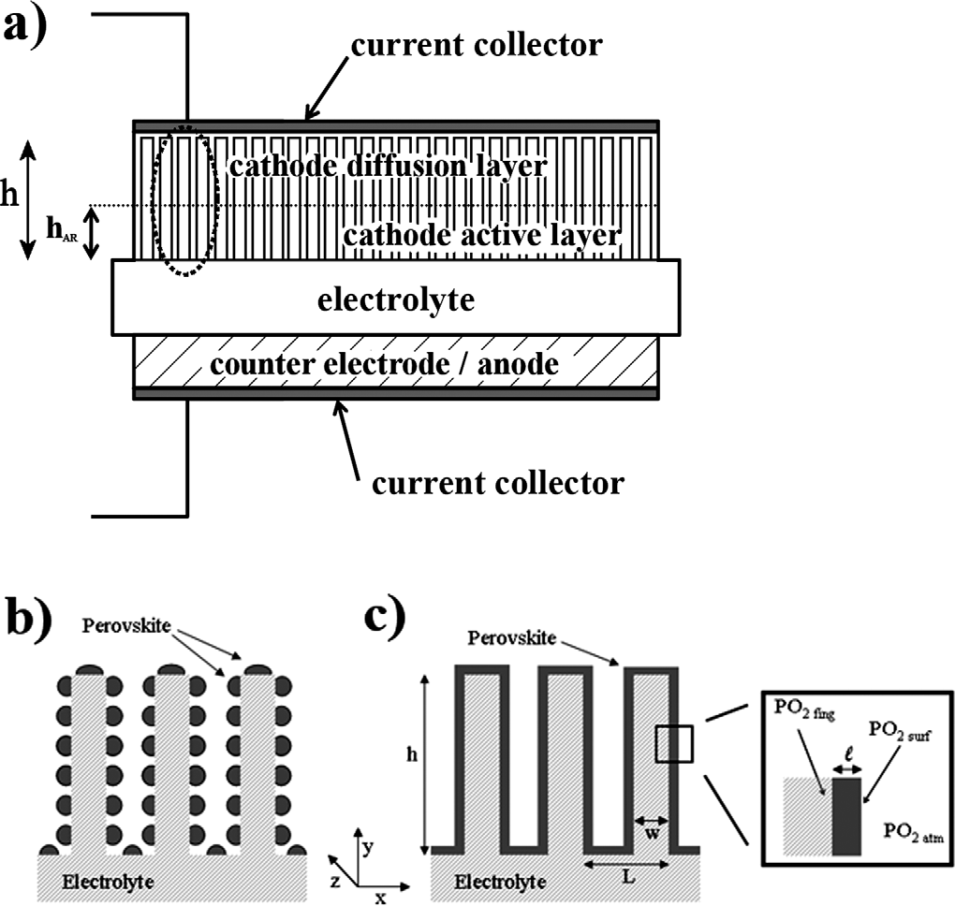 a)
current collector
cathode diffusion layer
h
h AR
cathode active layer
electrolyte
counter electrode / anode
current collector
b)
Perovskite
Electrolyte
y
z
x
c)
Perovskite
h
w
L
Electrolyte
PO2 fing
PO2 surf
ℓ
PO2 atm